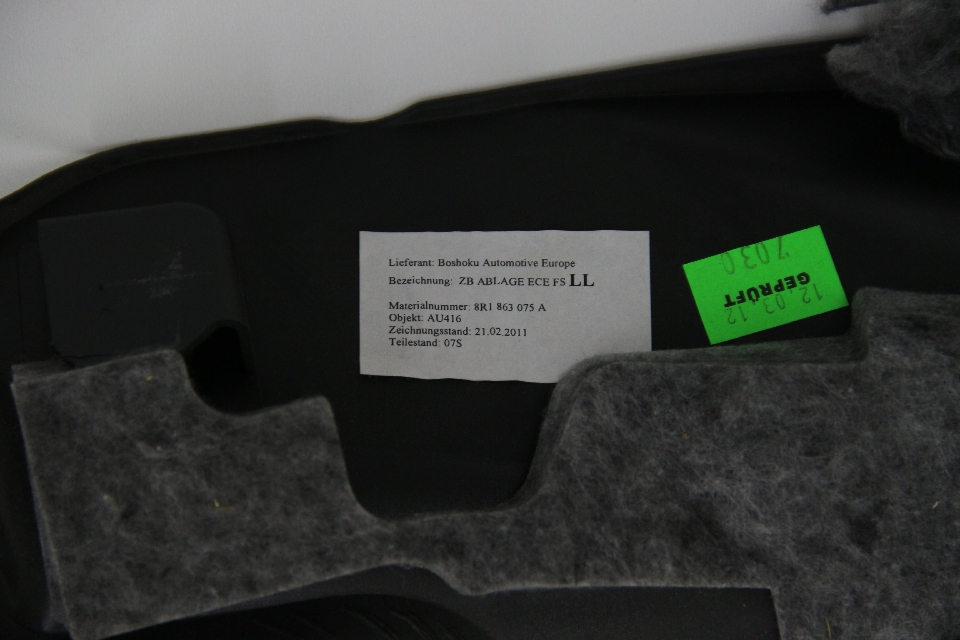 Lieferant: Boshoku Automotive Europe
Bezeichnung: ZB ABLAGE ECE FS LL
Materialnummer: 8R1 863 075 A
Objekt: AU416
Zeichnungsstand: 21.02.2011
Teilestand: 07S
12.03.12
GEPRÜFT
7030